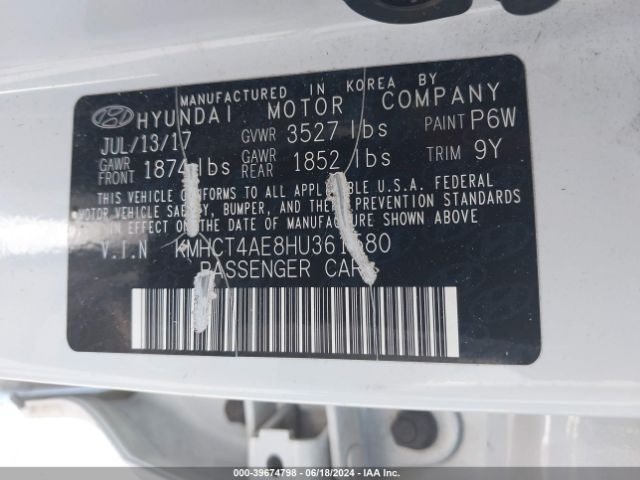 MANUFACTURED IN KOREA BY
HYUNDAI MOTOR COMPANY
JUL/13/17 GVWR 3527 lbs PAINT P6W
GAWR FRONT 1874 lbs GAWR REAR 1852 lbs TRIM 9Y
THIS VEHICLE CONFORMS TO ALL APPLICABLE U.S.A. FEDERAL
MOTOR VEHICLE SAFETY, BUMPER, AND THEFT PREVENTION STANDARDS
IN EFFECT ON THE DATE OF MANUFACTURE SHOWN ABOVE
V.I.N
PASSENGER CAR
000-39674798 - 06/18/2024 - IAA Inc.